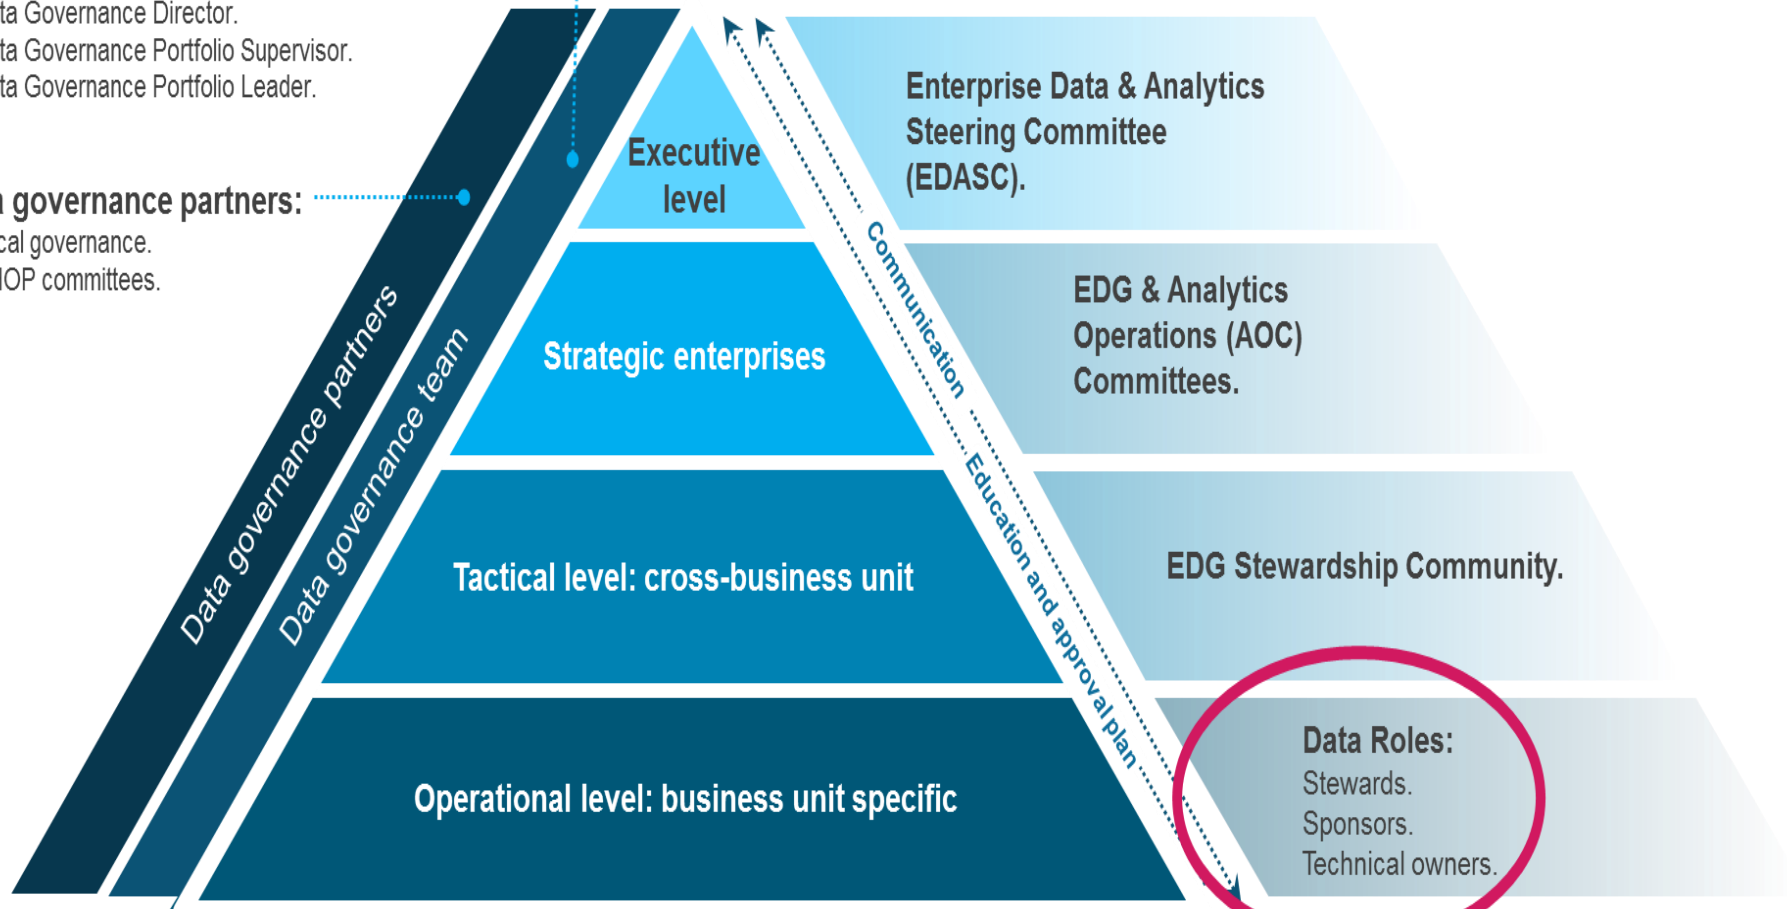 ta Governance Director.
ta Governance Portfolio Supervisor.
ta Governance Portfolio Leader.
governance partners:
cal governance.
IOP committees.
Data governance partners
Data governance team
Executive
level
Strategic enterprises
Tactical level: cross-business unit
Operational level: business unit specific
Communication
Education and approval plan
Enterprise Data & Analytics
Steering Committee
(EDASC).
EDG & Analytics
Operations (AOC)
Committees.
EDG Stewardship Community.
Data Roles:
Stewards.
Sponsors.
Technical owners.